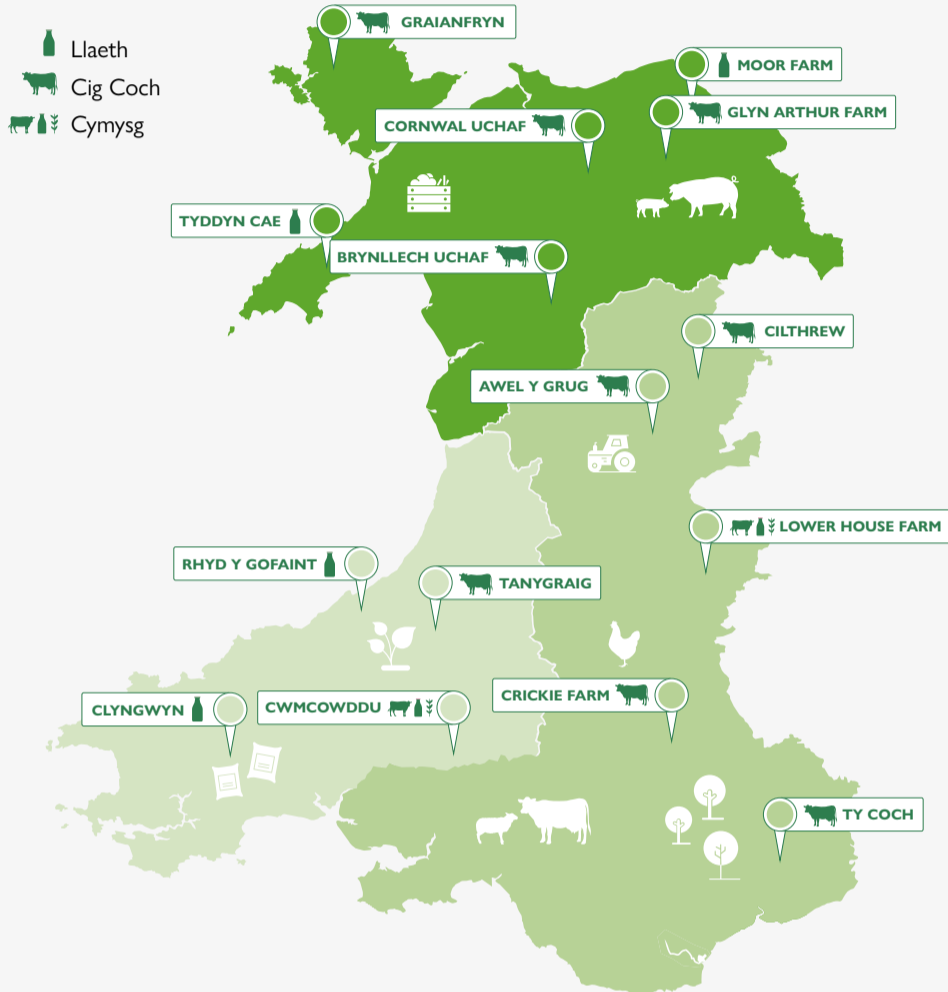 Llaeth
Cig Coch
Cymysg
GRAIANFRYN
MOOR FARM
GLYN ARTHUR FARM
CORNWAL UCHAF
TYDDYN CAE
BRYNLLECH UCHAF
CILTHREW
AWEL Y GRUG
LOWER HOUSE FARM
RHYD Y GOFAINT
TANYGRAIG
CRICKIE FARM
CLYNGWYN
CWMCOWDDU
TY COCH